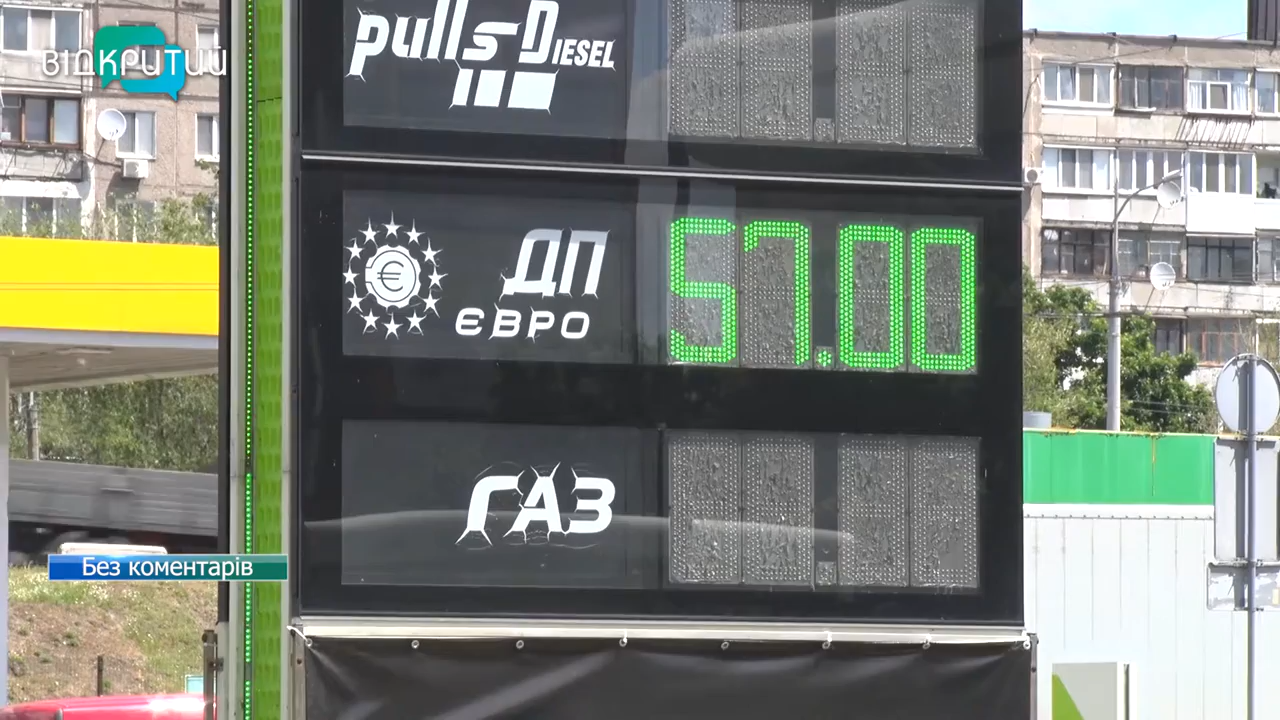 ВІДКРИТИЙ
pulls Diesel
ДП
ЄВРО
57.00
ГАЗ
Без коментарів